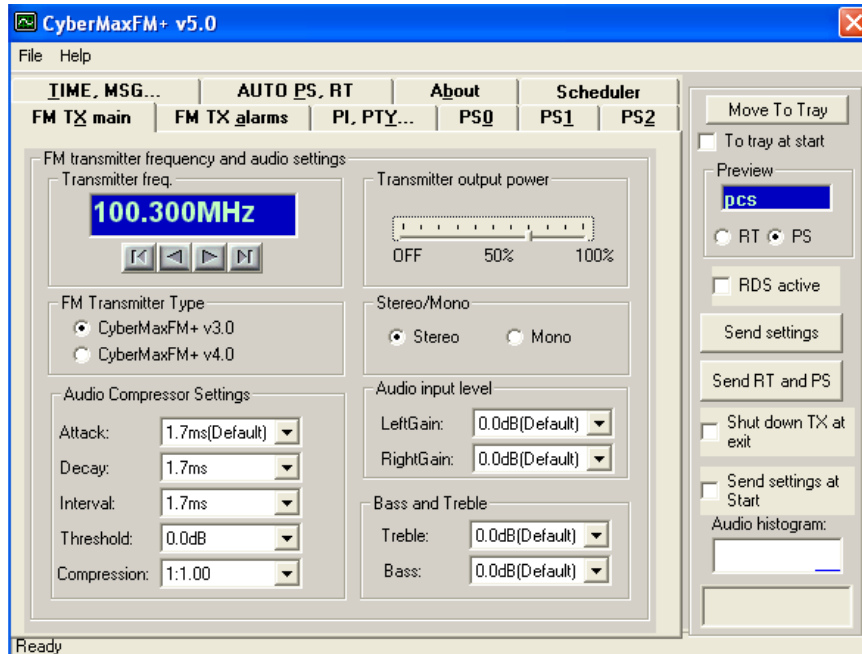 CyberMaxFM+ v5.0
File Help
TIME, MSG... AUTO PS, RT About Scheduler
FM TX main FM TX alarms PI, PTY... PS0 PS1 PS2
FM transmitter frequency and audio settings
Transmitter freq.
100.300MHz
Transmitter output power
OFF 50% 100%
FM Transmitter Type
CyberMaxFM+ v3.0
CyberMaxFM+ v4.0
Stereo/Mono
Stereo Mono
Audio Compressor Settings
Attack: 1.7ms(Default)
Decay: 1.7ms
Interval: 1.7ms
Threshold: 0.0dB
Compression: 1:1.00
Audio input level
LeftGain: 0.0dB(Default)
RightGain: 0.0dB(Default)
Bass and Treble
Treble: 0.0dB(Default)
Bass: 0.0dB(Default)
Move To Tray
To tray at start
Preview
pcs
RT PS
RDS active
Send settings
Send RT and PS
Shut down TX at
exit
Send settings at
Start
Audio histogram:
Ready